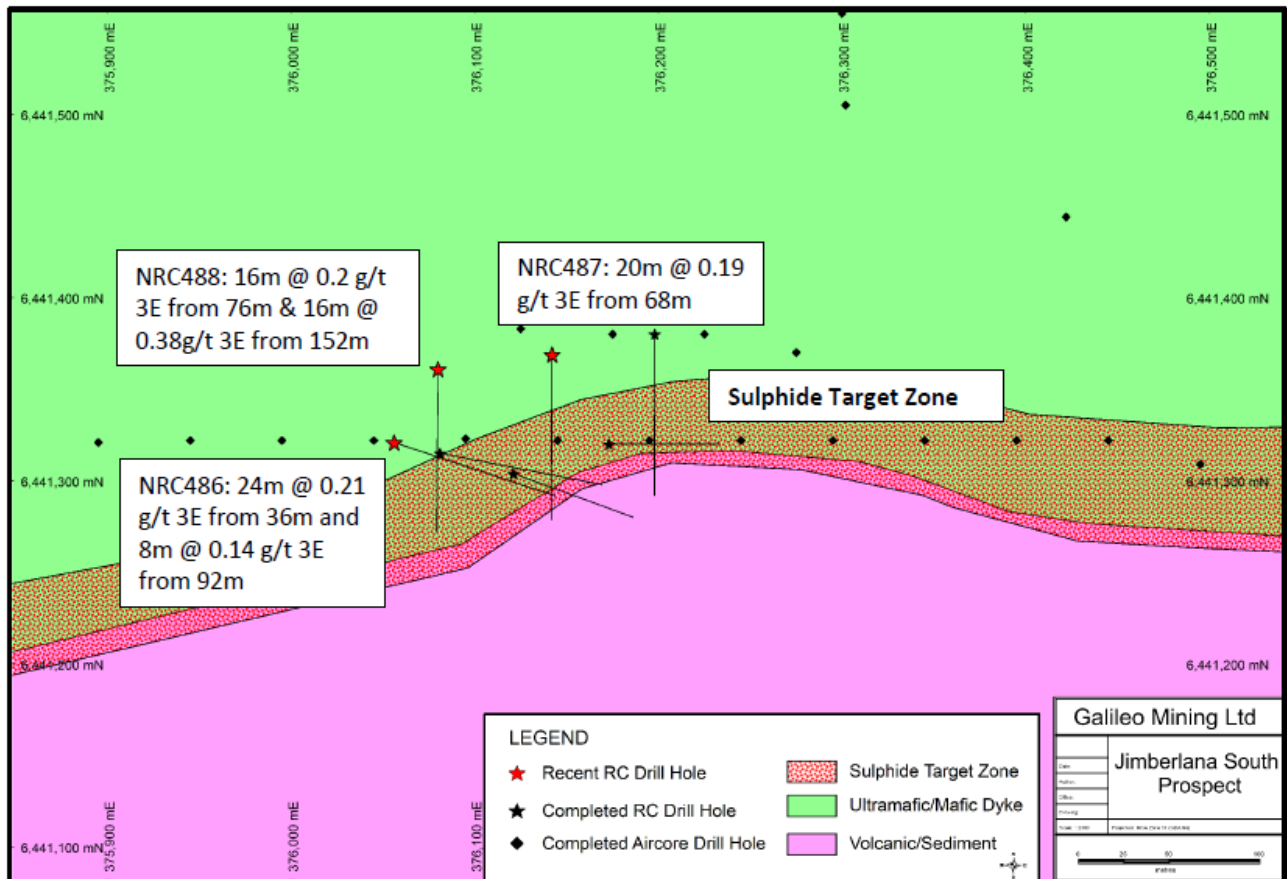 375,900 mE
376,000 mE
376,100 mE
376,200 mE
376,300 mE
376,400 mE
376,500 mE
6,441,500 mN
6,441,500 mN
NRC488: 16m @ 0.2 g/t
3E from 76m & 16m @
0.38g/t 3E from 152m
NRC487: 20m @ 0.19
g/t 3E from 68m
6,441,400 mN
6,441,400 mN
Sulphide Target Zone
NRC486: 24m @ 0.21
g/t 3E from 36m and
8m @ 0.14 g/t 3E
from 92m
6,441,300 mN
6,441,300 mN
6,441,200 mN
6,441,200 mN
6,441,100 mN
375,900 mE
376,000 mE
376,100 mE
LEGEND
Recent RC Drill Hole
Completed RC Drill Hole
Completed Aircore Drill Hole
Sulphide Target Zone
Ultramafic/Mafic Dyke
Volcanic/Sediment
Galileo Mining Ltd
Jimberlana South
Prospect
0
25
50
100
metres